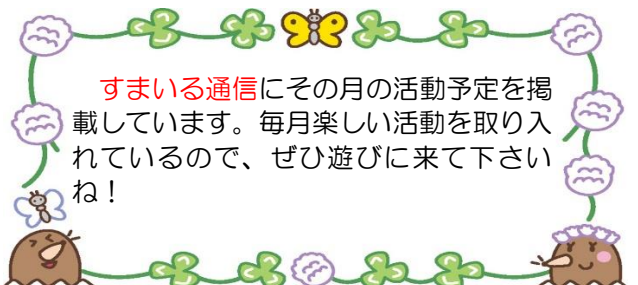 すまいる通信にその月の活動予定を掲
載しています。毎月楽しい活動を取り入
れているので、ぜひ遊びに来て下さい
ね！